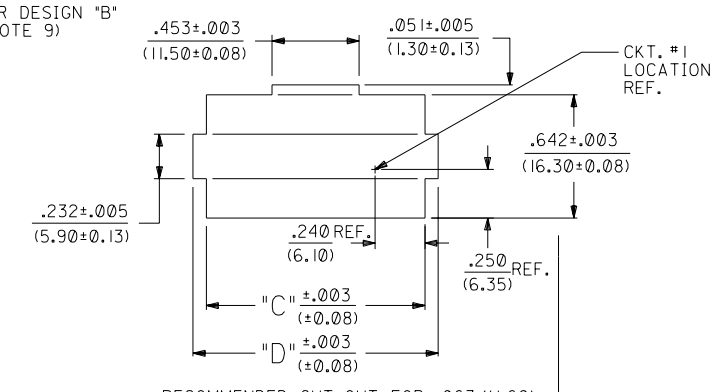 R DESIGN "B"
OTE 9)
.453±.003
(11.50±0.08)
.051±.005
(1.30±0.13)
CKT. #1
LOCATION
REF.
.642±.003
(16.30±0.08)
.232±.005
(5.90±0.13)
.240 REF.
(6.10)
.250 REF.
(6.35)
"C" ±.003
(±0.08)
"D" ±.003
(±0.08)